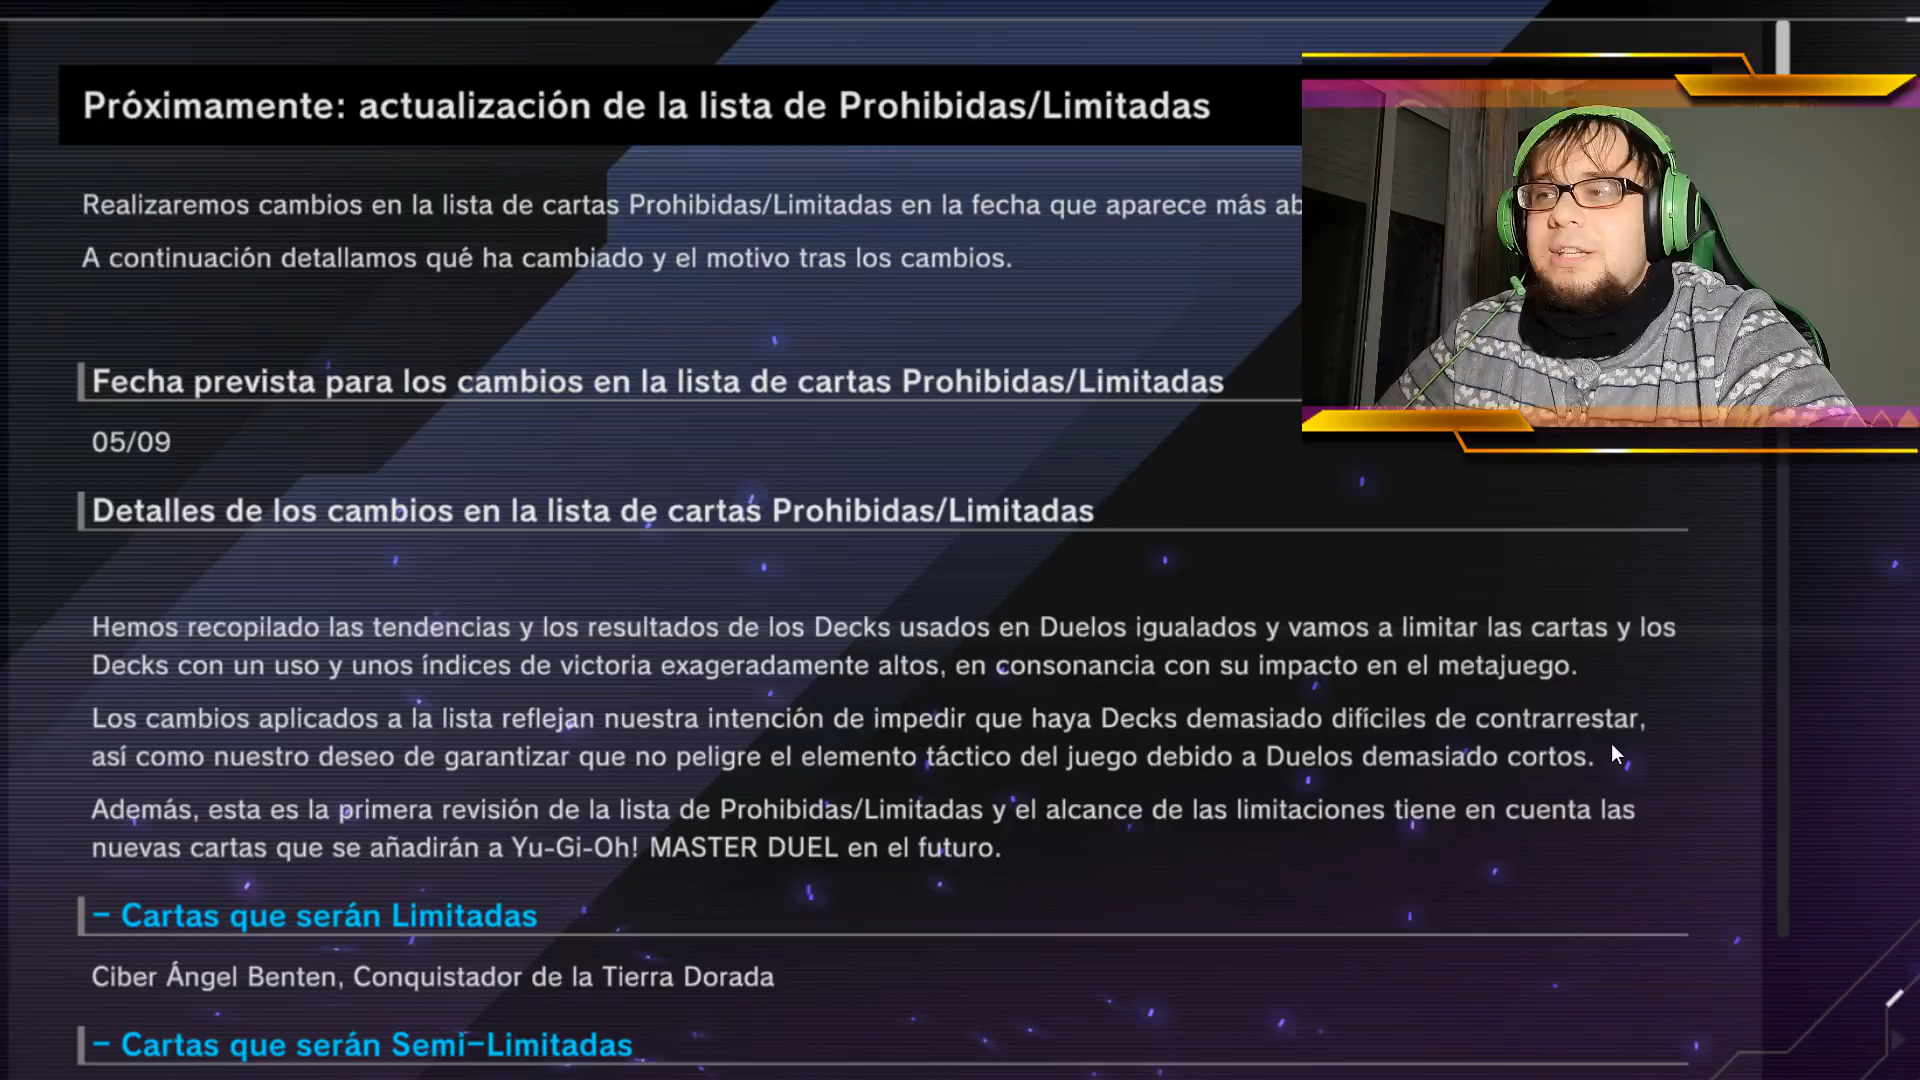 Próximamente: actualización de la lista de Prohibidas/Limitadas
Realizaremos cambios en la lista de cartas Prohibidas/Limitadas en la fecha que aparece más
A continuación detallamos qué ha cambiado y el motivo tras los cambios.
Fecha prevista para los cambios en la lista de cartas Prohibidas/Limitadas
05/09
Detalles de los cambios en la lista de cartas Prohibidas/Limitadas
Hemos recopilado las tendencias y los resultados de los Decks usados en Duelos igualados y vamos a limitar las cartas y los
Decks con un uso y unos índices de victoria exageradamente altos, en consonancia con su impacto en el metajuego.
Los cambios aplicados a la lista reflejan nuestra intención de impedir que haya Decks demasiado difíciles de contrarrestar,
así como nuestro deseo de garantizar que no peligre el elemento táctico del juego debido a Duelos demasiado cortos.
Además, esta es la primera revisión de la lista de Prohibidas/Limitadas y el alcance de las limitaciones tiene en cuenta las
nuevas cartas que se añadirán a Yu-Gi-Oh! MASTER DUEL en el futuro.
– Cartas que serán Limitadas
Ciber Ángel Benten, Conquistador de la Tierra Dorada
– Cartas que serán Semi-Limitadas